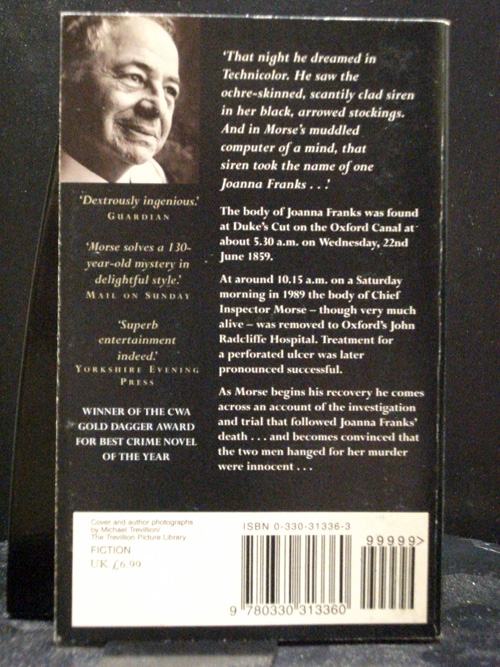 'That night he dreamed in
Technicolor. He saw the
ochre-skinned, scantily clad siren
in her black, arrowed stockings.
And in Morse's muddled
computer of a mind, that
siren took the name of one
Joanna Franks . . .'
The body of Joanna Franks was found
at Duke's Cut on the Oxford Canal at
about 5.30 a.m. on Wednesday, 22nd
June 1859.
At around 10.15 a.m. on a Saturday
morning in 1989 the body of Chief
Inspector Morse – though very much
alive – was removed to Oxford's John
Radcliffe Hospital. Treatment for
a perforated ulcer was later
pronounced successful.
As Morse begins his recovery he comes
across an account of the investigation
and trial that followed Joanna Franks'
death . . . and becomes convinced that
the two men hanged for her murder
were innocent . . .
'Dextrously ingenious.'
GUARDIAN
'Morse solves a 130-
year-old mystery in
delightful style.'
MAIL ON SUNDAY
'Superb
entertainment
indeed.'
YORKSHIRE EVENING
PRESS
WINNER OF THE CWA
GOLD DAGGER AWARD
FOR BEST CRIME NOVEL
OF THE YEAR
Cover and author photographs
by Michael Trevillion/
The Trevillion Picture Library
FICTION
UK £6.99
ISBN 0-330-31336-3
99999>
9 780330 313360